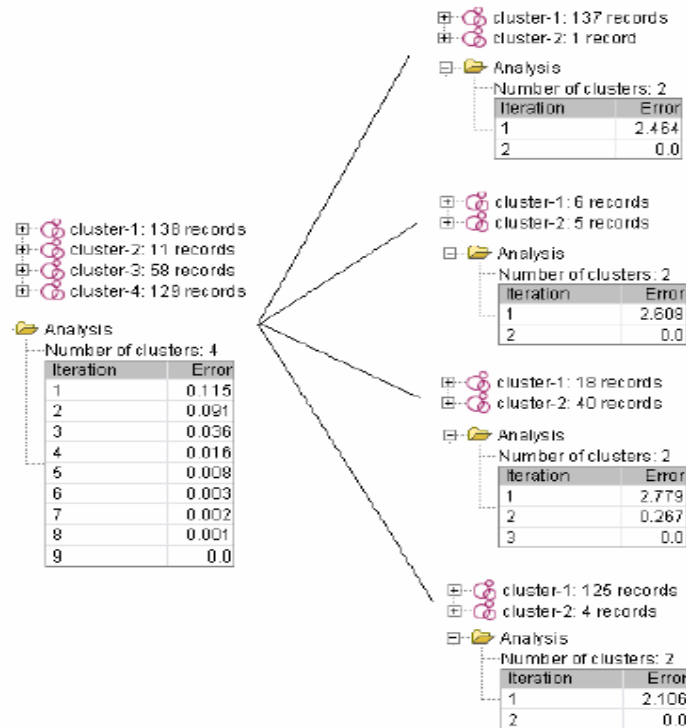 cluster-1: 138 records
cluster-2: 11 records
cluster-3: 58 records
cluster-4: 129 records
Analysis
Number of clusters: 4
Iteration Error
1 0.115
2 0.091
3 0.036
4 0.016
5 0.008
6 0.003
7 0.002
8 0.001
9 0.0
cluster-1: 137 records
cluster-2: 1 record
Analysis
Number of clusters: 2
Iteration Error
1 2.464
2 0.0
cluster-1: 6 records
cluster-2: 5 records
Analysis
Number of clusters: 2
Iteration Error
1 2.609
2 0.0
cluster-1: 18 records
cluster-2: 40 records
Analysis
Number of clusters: 2
Iteration Error
1 2.779
2 0.267
3 0.0
cluster-1: 125 records
cluster-2: 4 records
Analysis
Number of clusters: 2
Iteration Error
1 2.106
2 0.0